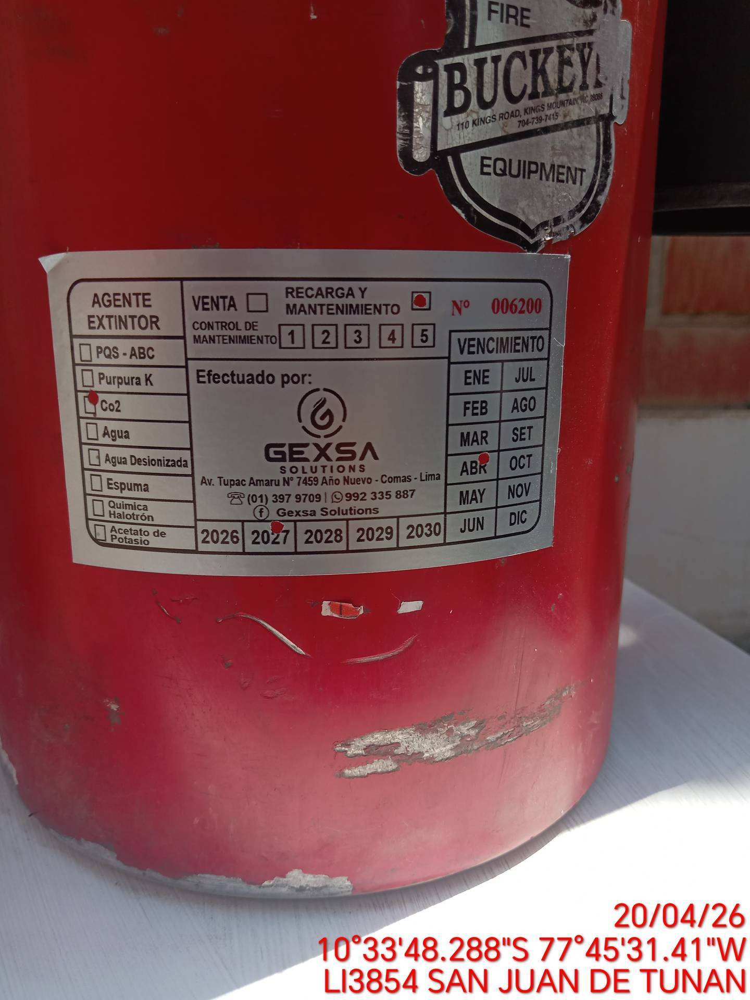 FIRE
BUCKEY
110 KINGS ROAD, KINGS MOUNTAIN, NC 28086
704-739-7415
EQUIPMENT
AGENTE
EXTINTOR
PQS - ABC
Purpura K
Co2
Agua
Agua Desionizada
Espuma
Quimica
Halotrón
Acetato de
Potasio
VENTA
RECARGA Y
MANTENIMIENTO
Nº 006200
CONTROL DE
MANTENIMIENTO 1 2 3 4 5
Efectuado por:
GEXSA
SOLUTIONS
Av. Tupac Amaru Nº 7459 Año Nuevo - Comas - Lima
(01) 397 9709 | 992 335 887
f Gexsa Solutions
2026 2027 2028 2029 2030
VENCIMIENTO
ENE JUL
FEB AGO
MAR SET
ABR OCT
MAY NOV
JUN DIC
20/04/26
10°33'48.288"S 77°45'31.41"W
LI3854 SAN JUAN DE TUNAN